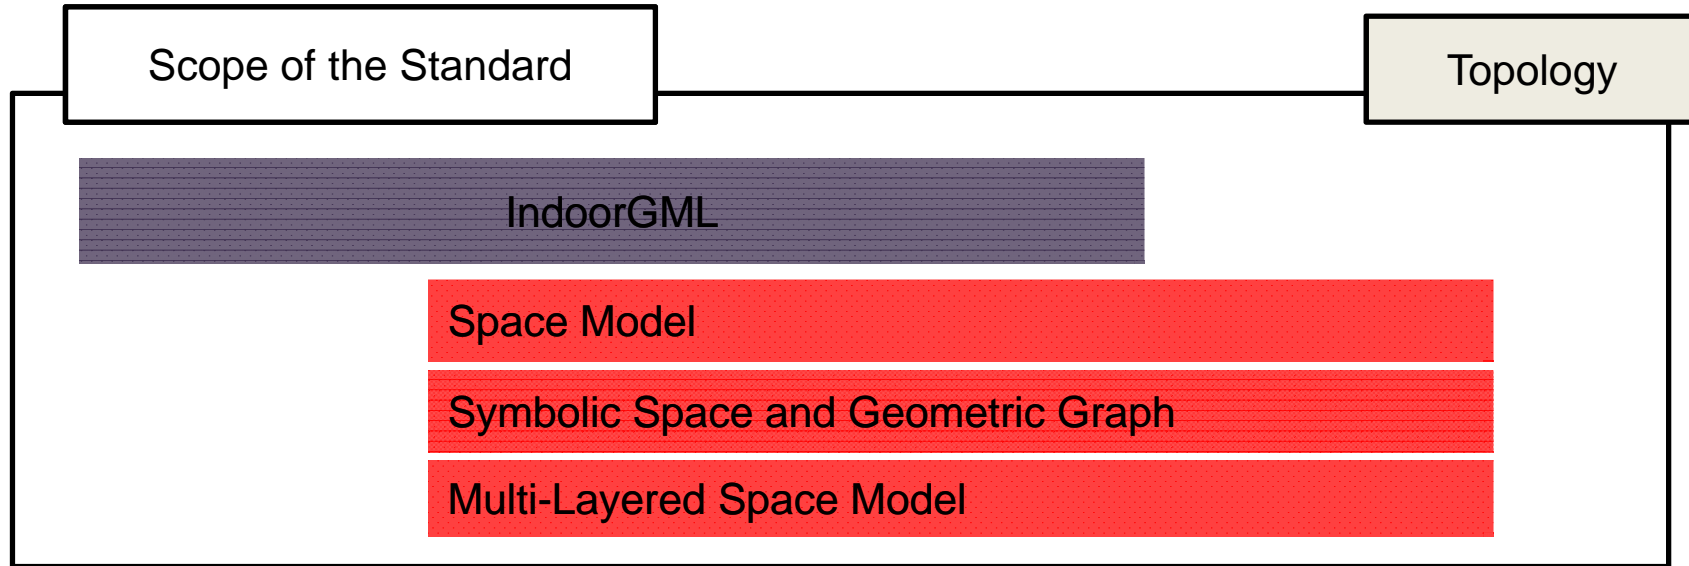 Scope of the Standard
Topology
IndoorGML
Space Model
Symbolic Space and Geometric Graph
Multi-Layered Space Model